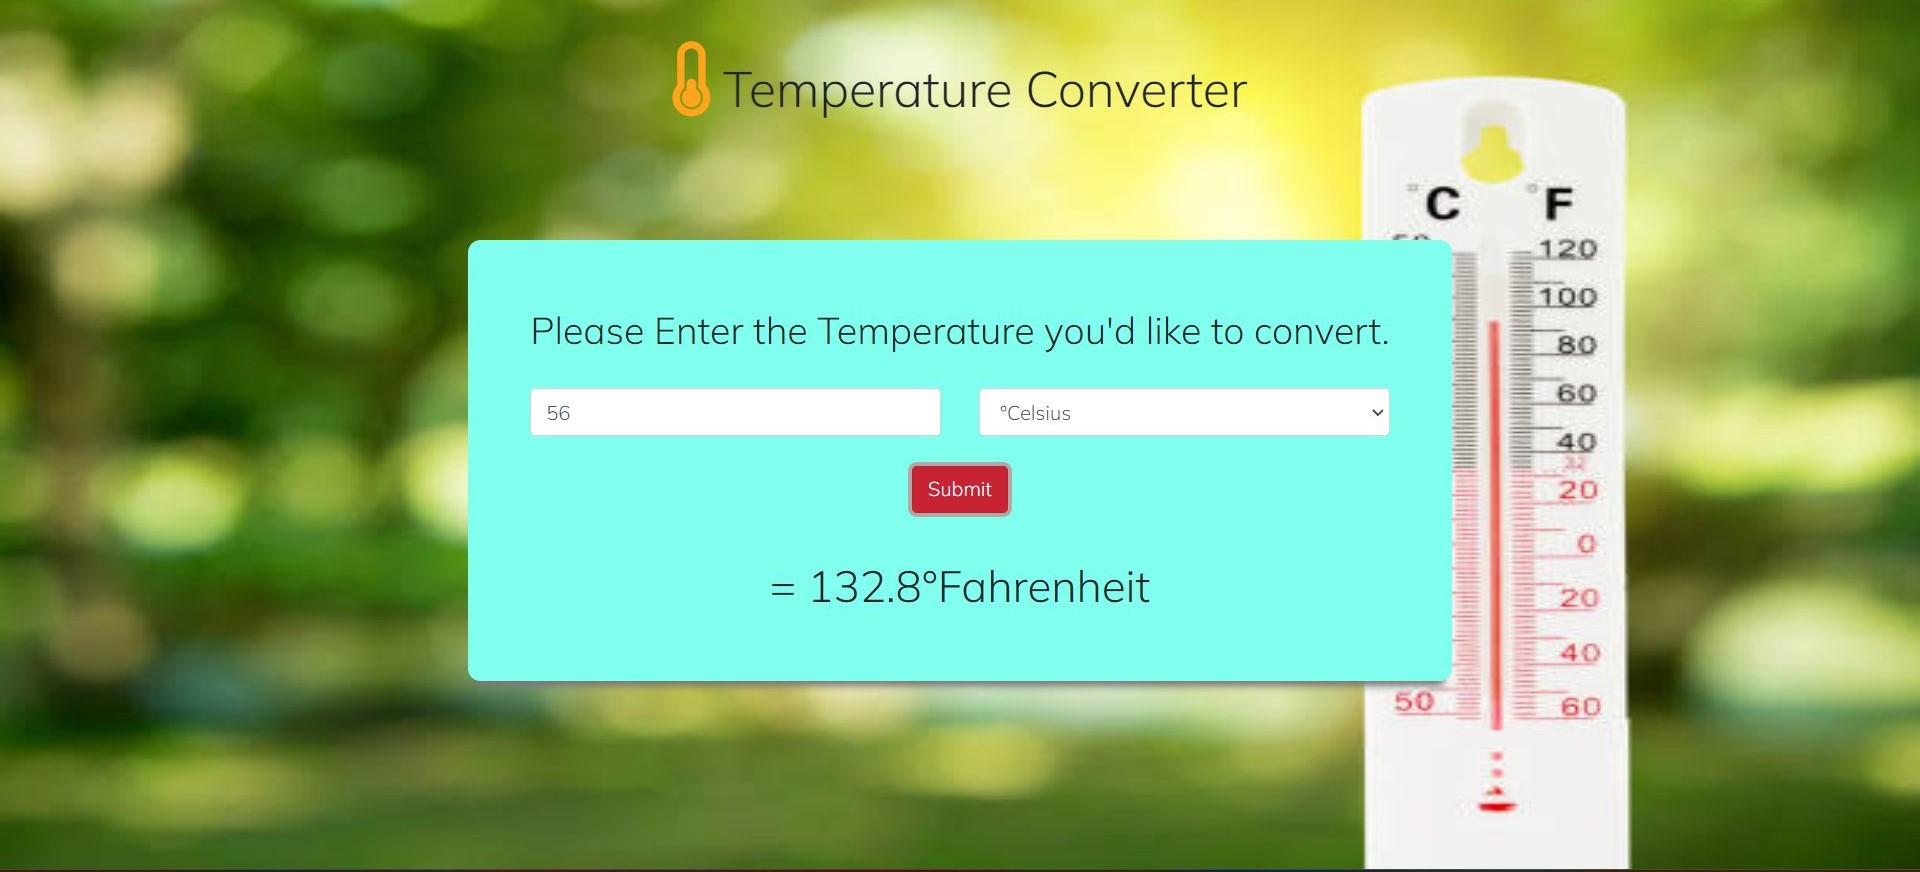 Temperature Converter
°C °F
120
100
Please Enter the Temperature you'd like to convert.
80
60
56 °Celsius
40
32
Submit
20
0
= 132.8°Fahrenheit
20
40
50 60